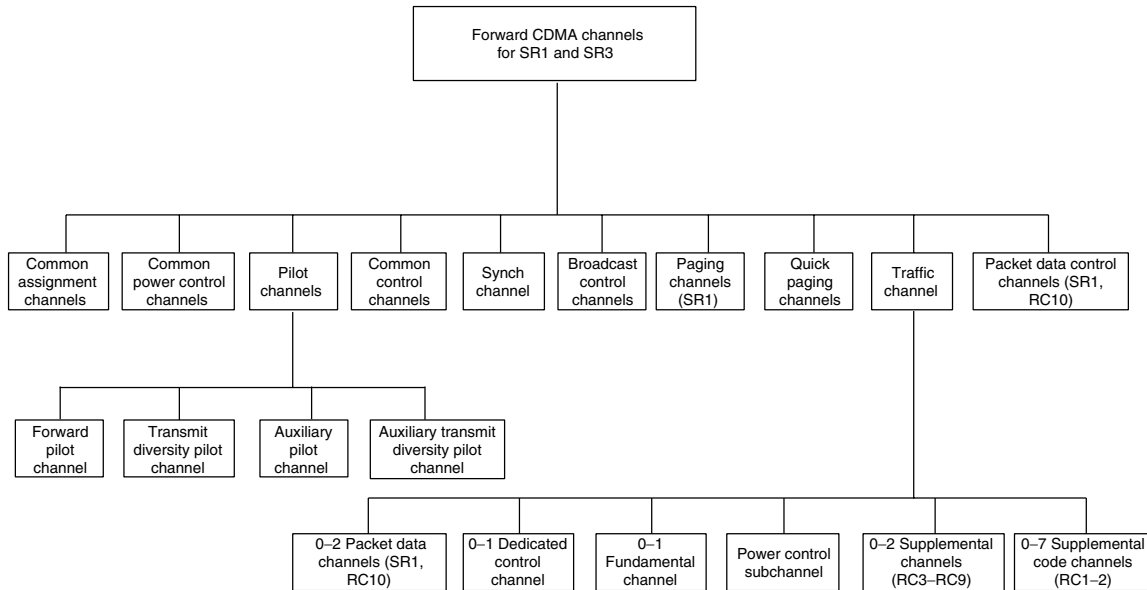 Forward CDMA channels
for SR1 and SR3
Common
assignment
channels
Common
power control
channels
Pilot
channels
Common
control
channels
Synch
channel
Broadcast
control
channels
Paging
channels
(SR1)
Quick
paging
channels
Traffic
channel
Packet data control
channels (SR1,
RC10)
Forward
pilot
channel
Transmit
diversity pilot
channel
Auxiliary
pilot
channel
Auxiliary transmit
diversity pilot
channel
0–2 Packet data
channels (SR1,
RC10)
0–1 Dedicated
control
channel
0–1
Fundamental
channel
Power control
subchannel
0–2 Supplemental
channels
(RC3–RC9)
0–7 Supplemental
code channels
(RC1–2)